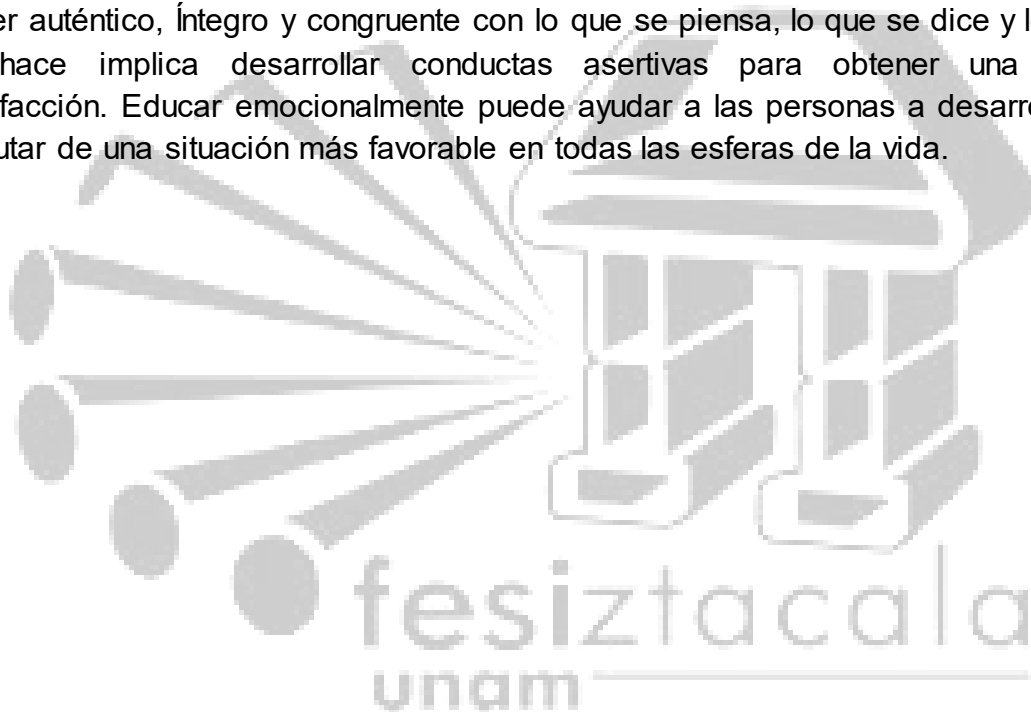 er auténtico, Íntegro y congruente con lo que se piensa, lo que se dice y l
hace implica desarrollar conductas asertivas para obtener una
facción. Educar emocionalmente puede ayudar a las personas a desarro
utar de una situación más favorable en todas las esferas de la vida.
fesiztacala
unam